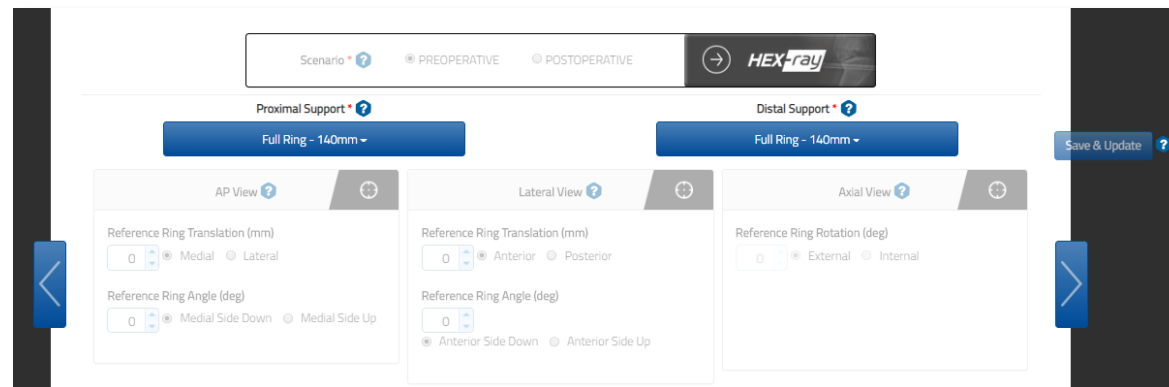 Scenario * ? PREOPERATIVE POSTOPERATIVE HEX-ray
Proximal Support * ? Distal Support * ?
Full Ring - 140mm Full Ring - 140mm
Save & Update ?
AP View ? Lateral View ? Axial View ?
Reference Ring Translation (mm) Reference Ring Translation (mm) Reference Ring Rotation (deg)
0 Medial Lateral 0 Anterior Posterior 0 External Internal
Reference Ring Angle (deg) Reference Ring Angle (deg)
0 Medial Side Down Medial Side Up 0
Anterior Side Down Anterior Side Up